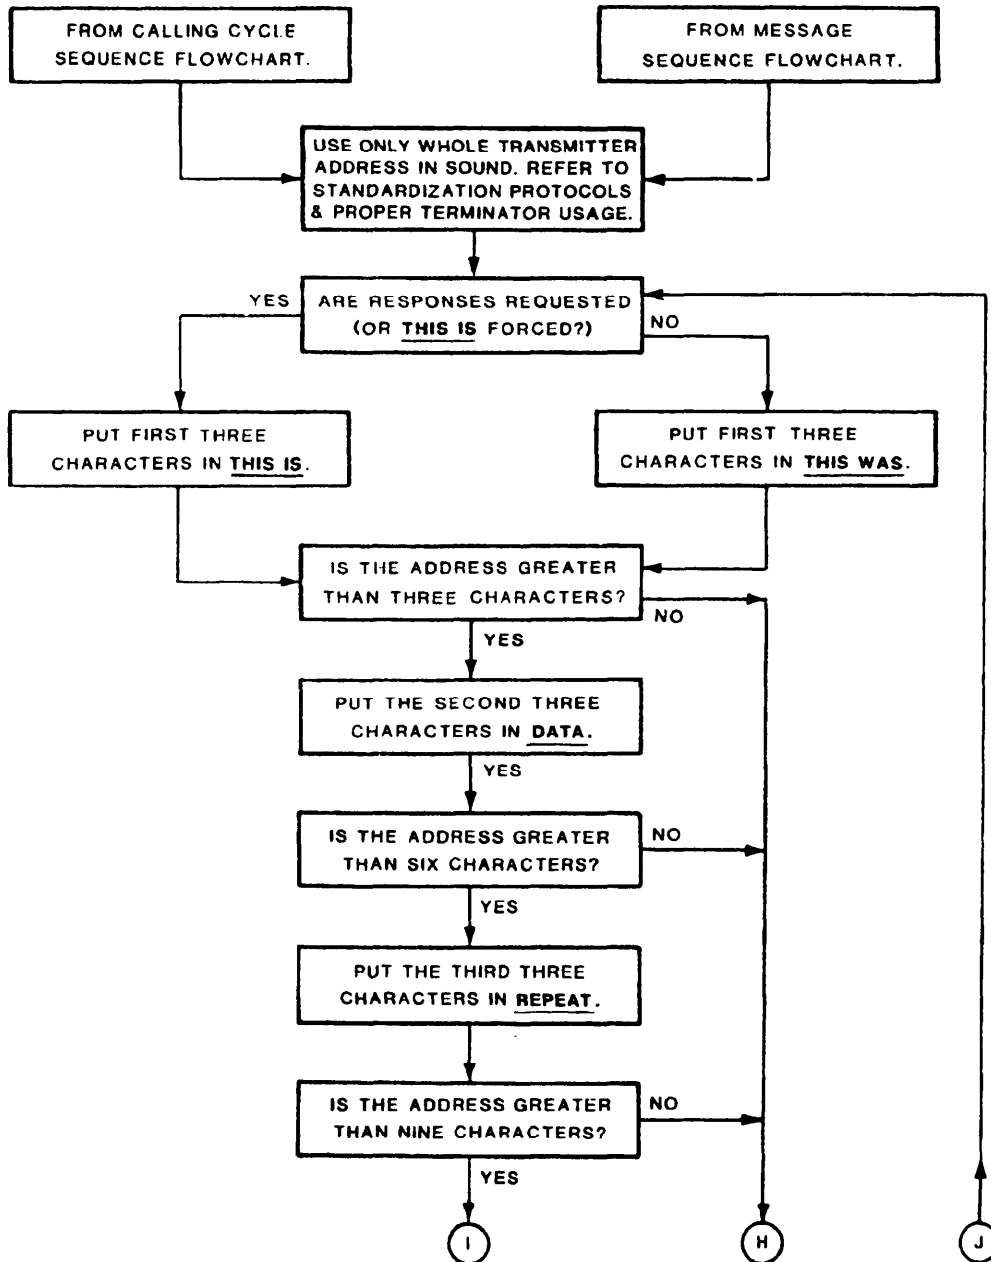 FROM CALLING CYCLE
SEQUENCE FLOWCHART.
FROM MESSAGE
SEQUENCE FLOWCHART.
USE ONLY WHOLE TRANSMITTER
ADDRESS IN SOUND. REFER TO
STANDARDIZATION PROTOCOLS
& PROPER TERMINATOR USAGE.
YES
ARE RESPONSES REQUESTED
(OR THIS IS FORCED?)
NO
PUT FIRST THREE
CHARACTERS IN THIS IS.
PUT FIRST THREE
CHARACTERS IN THIS WAS.
IS THE ADDRESS GREATER
THAN THREE CHARACTERS?
NO
YES
PUT THE SECOND THREE
CHARACTERS IN DATA.
YES
IS THE ADDRESS GREATER
THAN SIX CHARACTERS?
NO
YES
PUT THE THIRD THREE
CHARACTERS IN REPEAT.
IS THE ADDRESS GREATER
THAN NINE CHARACTERS?
NO
YES
I
H
J